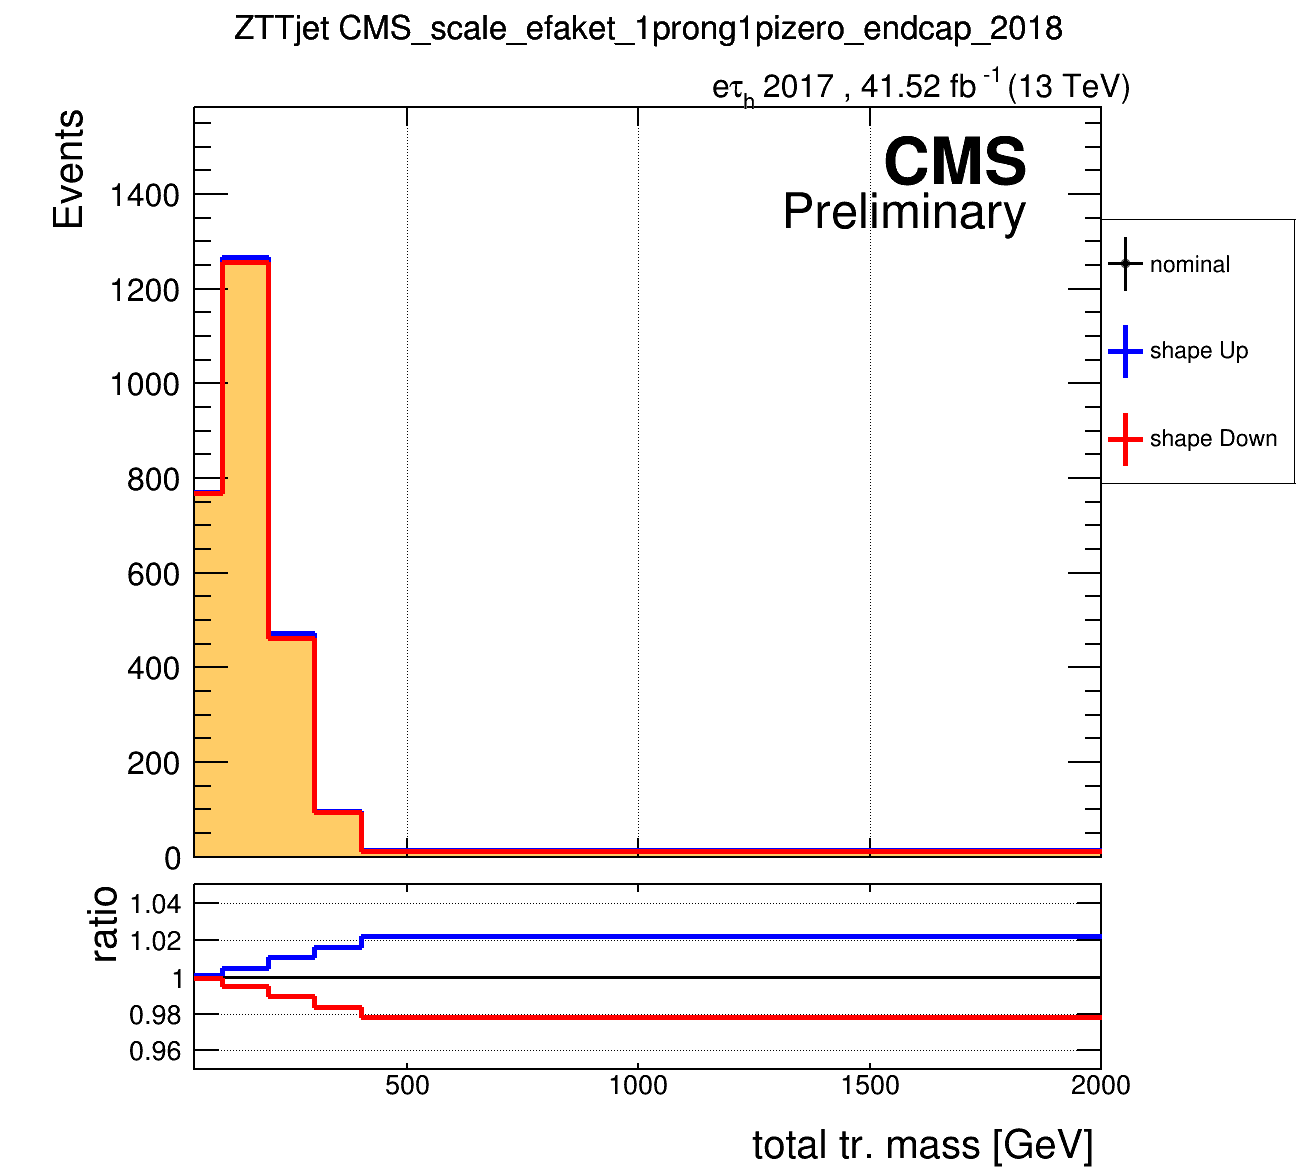 ZTTjet CMS_scale_efaket_1prong1pizero_endcap_2018
eτh 2017 , 41.52 fb -1 (13 TeV)
Events
CMS
Preliminary
1400
1200
1000
800
600
400
200
0
nominal
shape Up
shape Down
ratio
1.04
1.02
1
0.98
0.96
500 1000 1500 2000
total tr. mass [GeV]